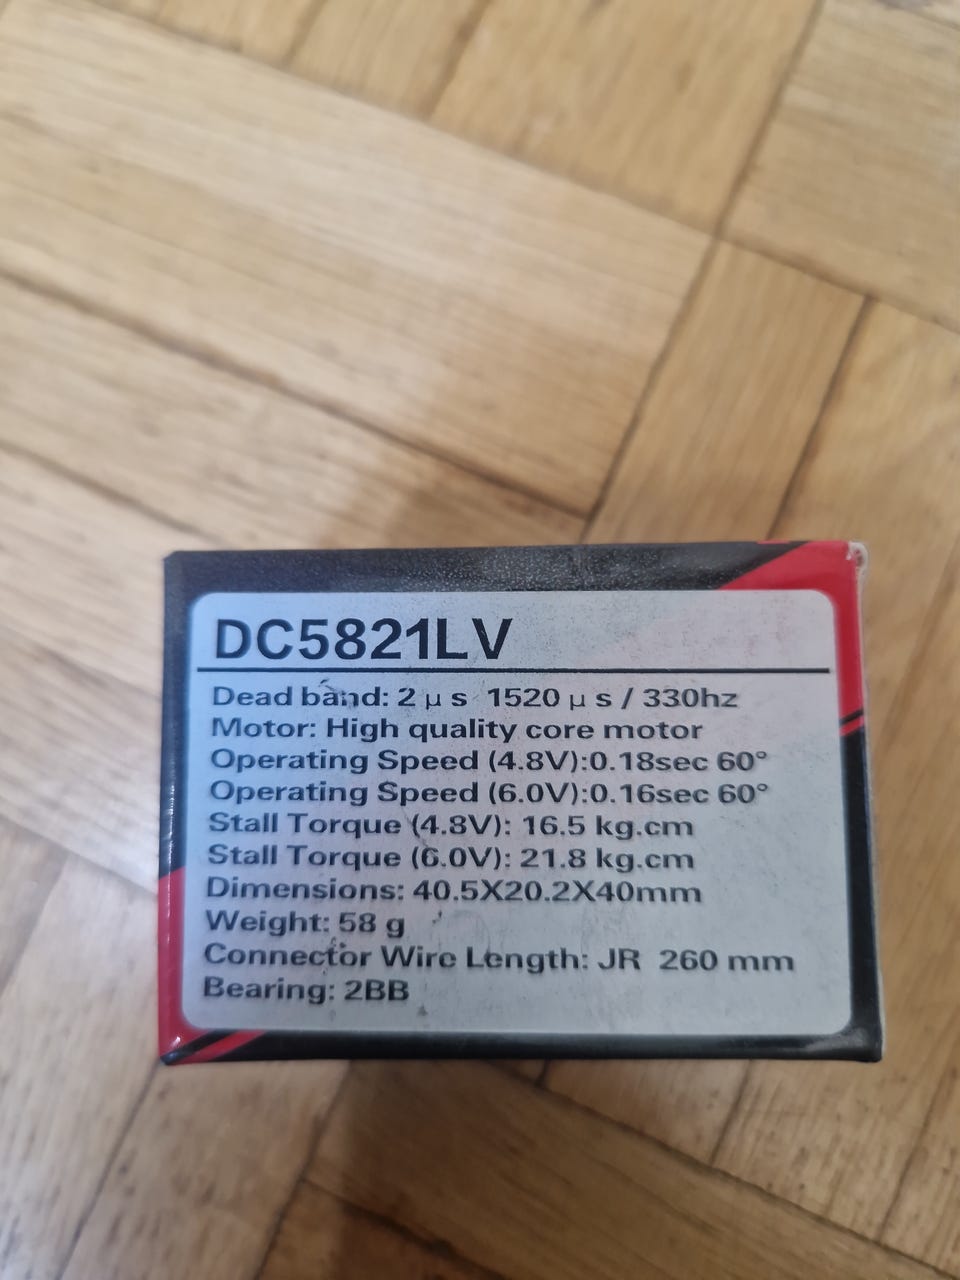 DC5821LV
Dead band: 2 μ s 1520 μ s / 330hz
Motor: High quality core motor
Operating Speed (4.8V):0.18sec 60°
Operating Speed (6.0V):0.16sec 60°
Stall Torque (4.8V): 16.5 kg.cm
Stall Torque (6.0V): 21.8 kg.cm
Dimensions: 40.5X20.2X40mm
Weight: 58 g
Connector Wire Length: JR 260 mm
Bearing: 2BB